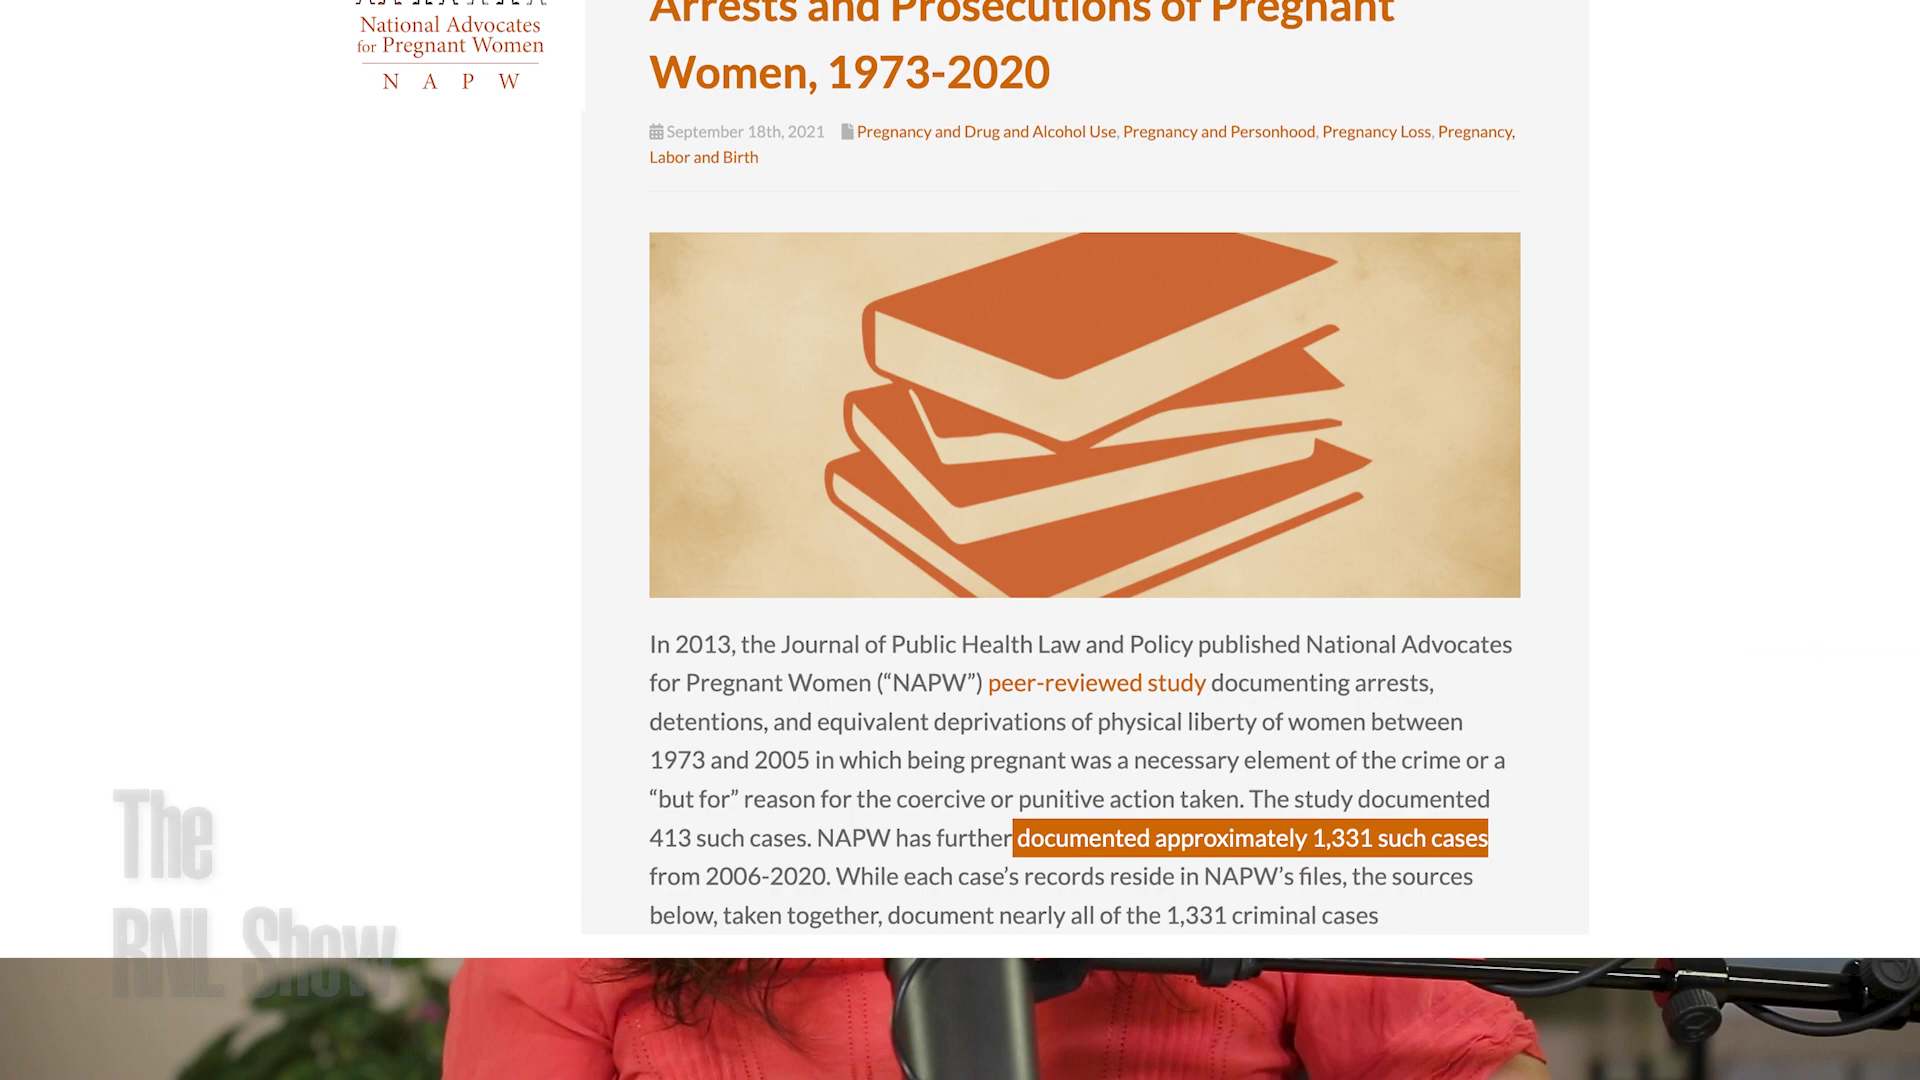 National Advocates
for Pregnant Women
N A P W
Arrests and Prosecutions of Pregnant
Women, 1973-2020
September 18th, 2021 Pregnancy and Drug and Alcohol Use, Pregnancy and Personhood, Pregnancy Loss, Pregnancy,
Labor and Birth
In 2013, the Journal of Public Health Law and Policy published National Advocates
for Pregnant Women (“NAPW”) peer-reviewed study documenting arrests,
detentions, and equivalent deprivations of physical liberty of women between
1973 and 2005 in which being pregnant was a necessary element of the crime or a
“but for” reason for the coercive or punitive action taken. The study documented
413 such cases. NAPW has further documented approximately 1,331 such cases
from 2006-2020. While each case’s records reside in NAPW’s files, the sources
below, taken together, document nearly all of the 1,331 criminal cases
The
RNL Show